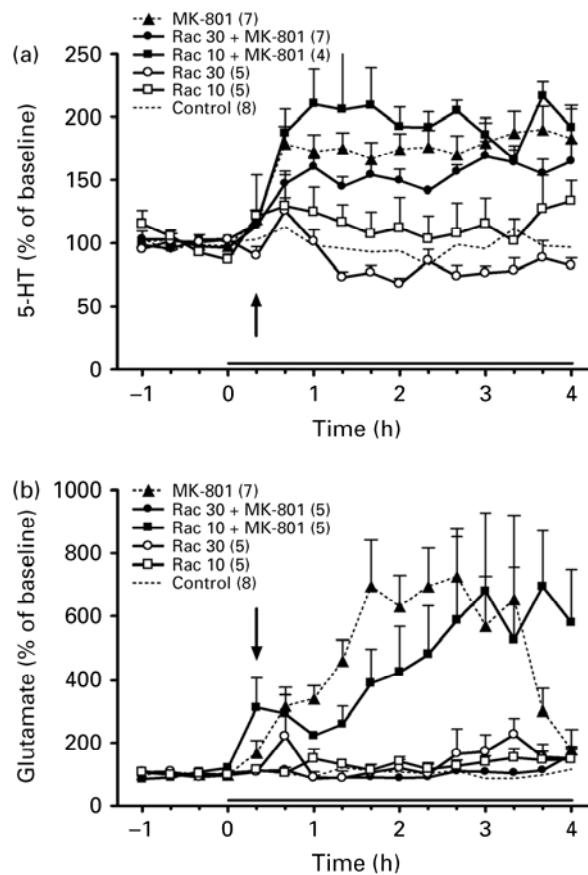 (a)
MK-801 (7)
Rac 30 + MK-801 (7)
Rac 10 + MK-801 (4)
Rac 30 (5)
Rac 10 (5)
Control (8)
5-HT (% of baseline)
250
200
150
100
50
0
−1 0 1 2 3 4
Time (h)
(b)
MK-801 (7)
Rac 30 + MK-801 (5)
Rac 10 + MK-801 (5)
Rac 30 (5)
Rac 10 (5)
Control (8)
Glutamate (% of baseline)
1000
800
600
400
200
0
−1 0 1 2 3 4
Time (h)